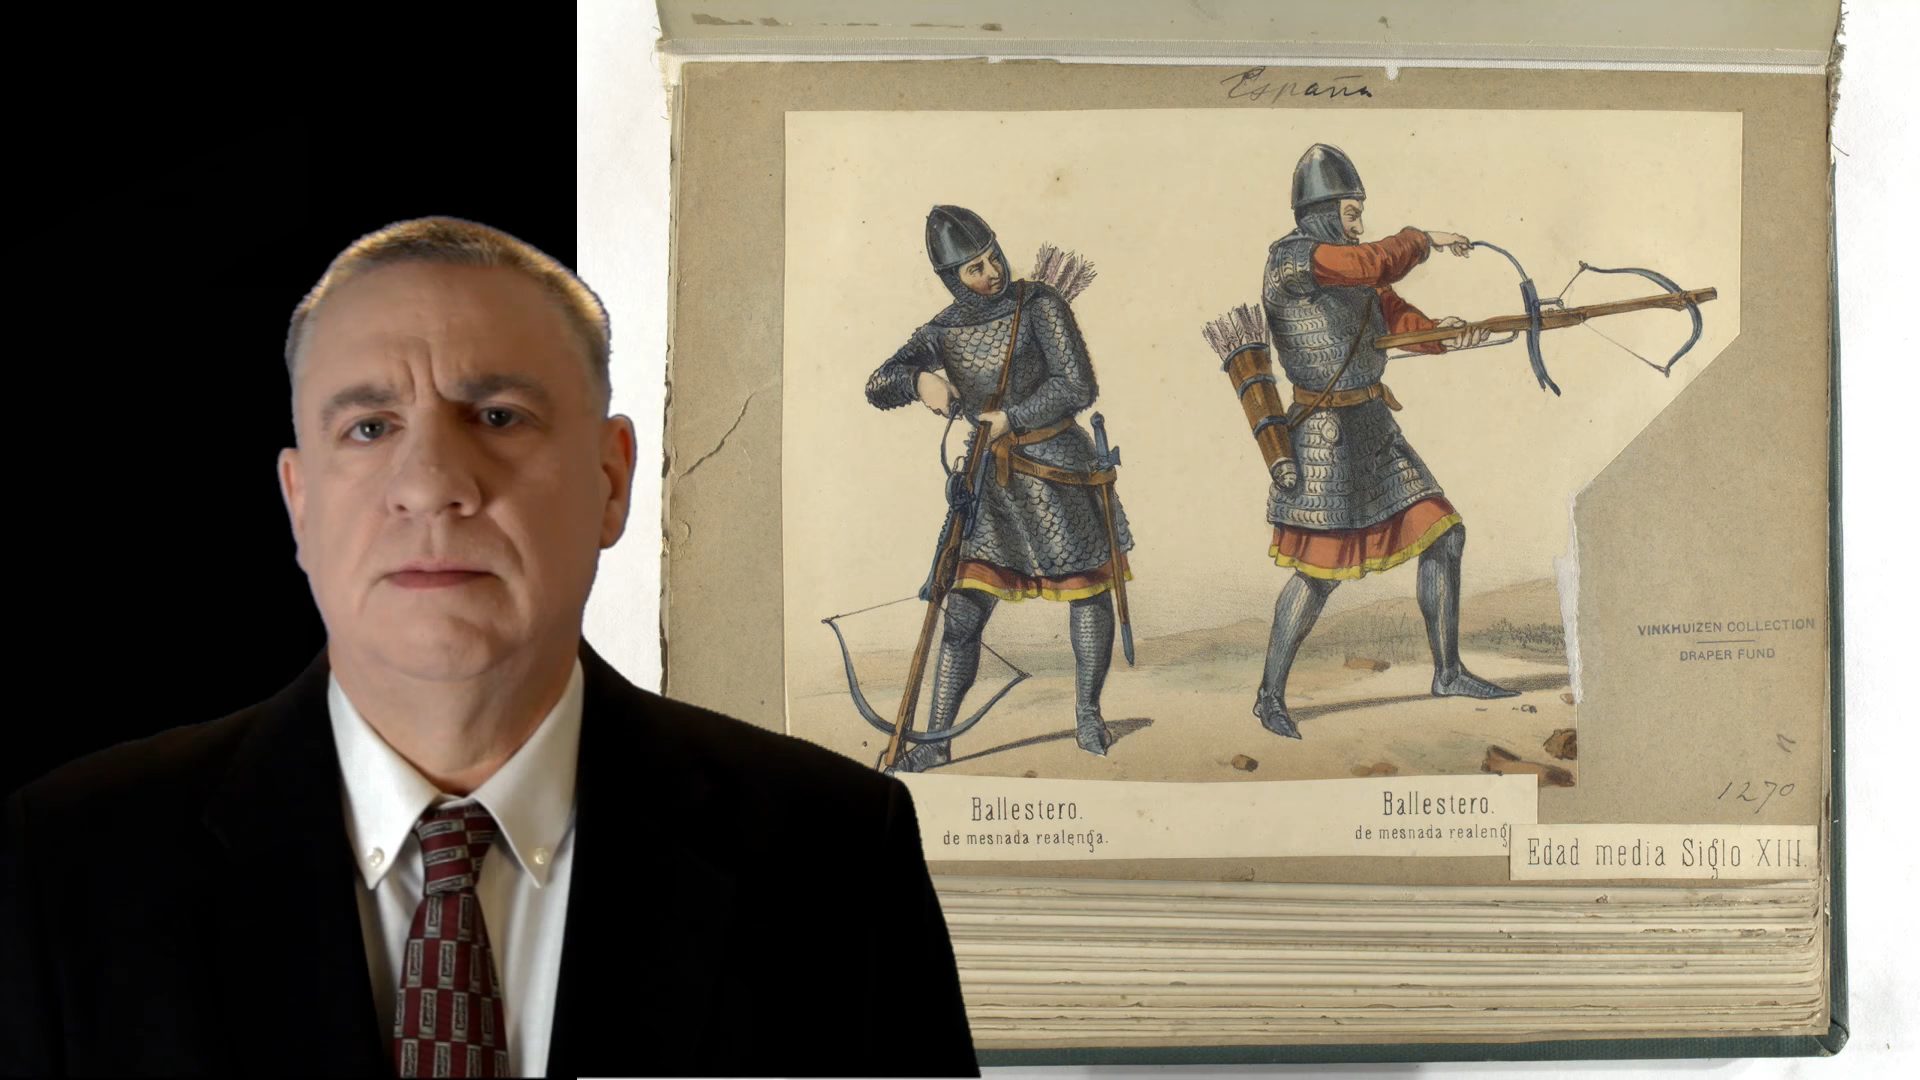 España
VINKHUIZEN COLLECTION
DRAPER FUND
1270
Ballestero.
de mesnada realenga.
Ballestero.
de mesnada realeng
Edad media Siglo XIII.